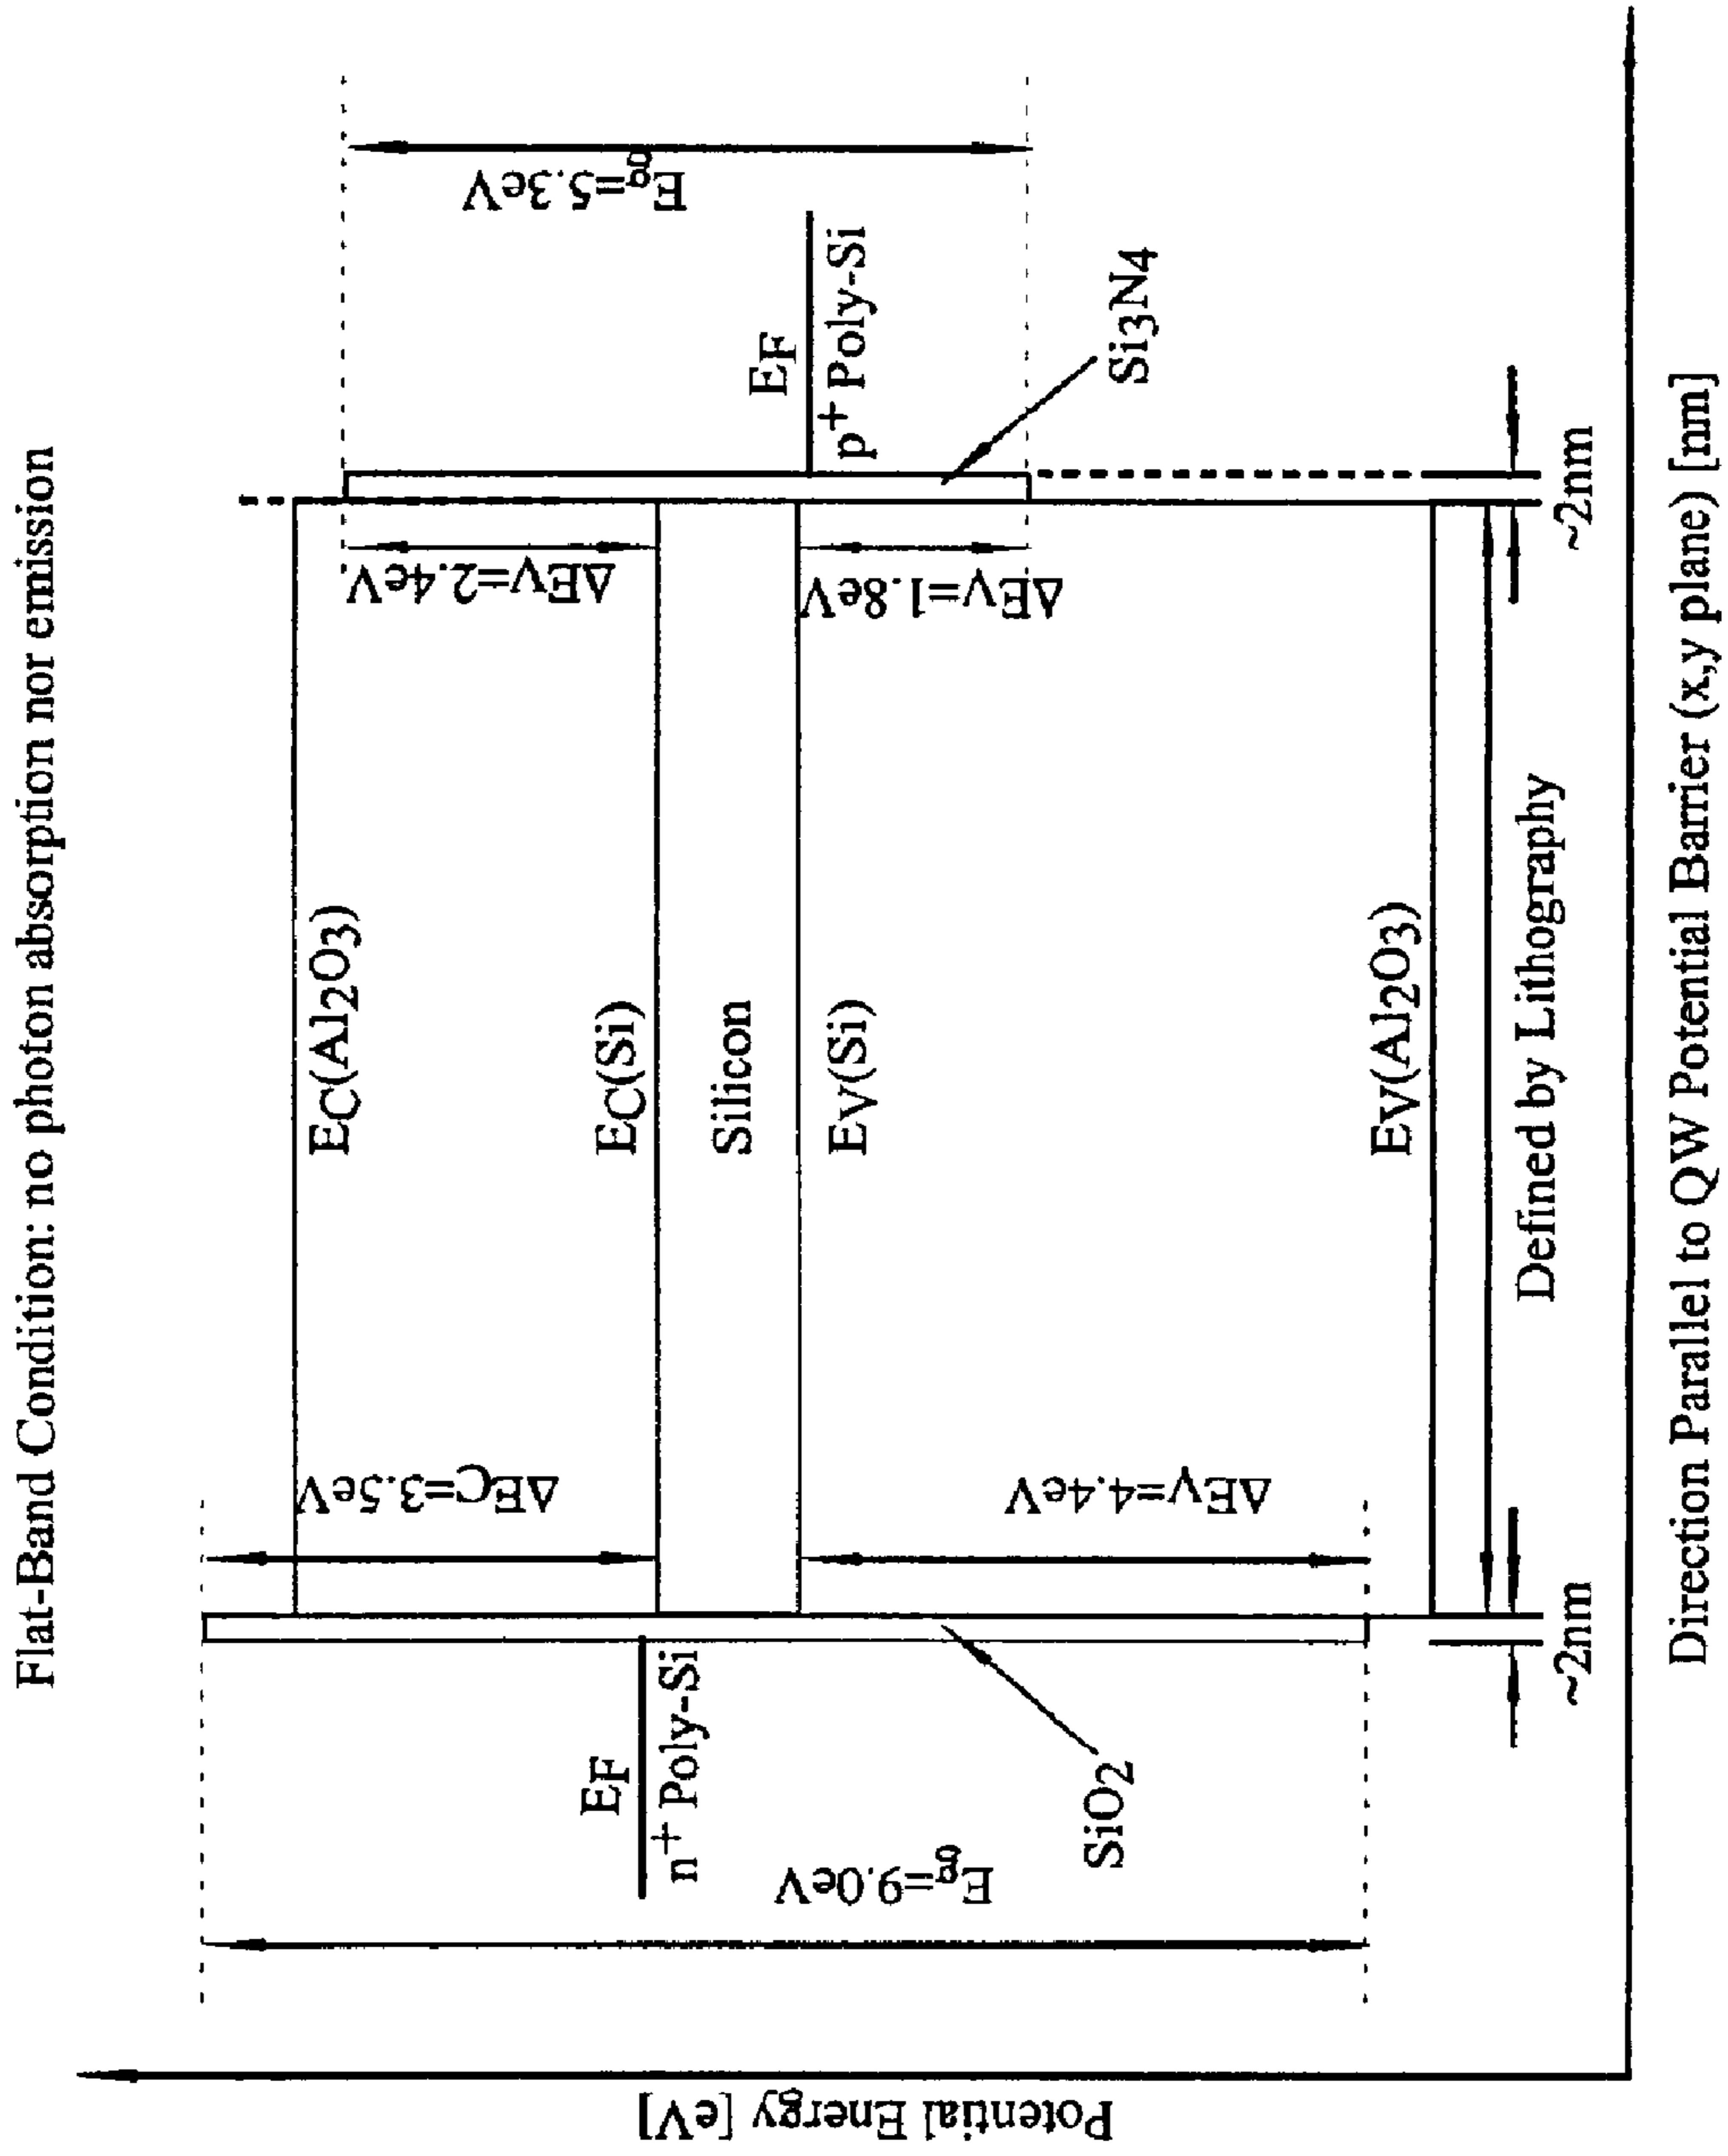 Flat-Band Condition: no photon absorption nor emission
Potential Energy [eV]
Eg=9.0eV
EF
n+ Poly-Si
SiO2
ΔEC=3.5eV
ΔEV=4.4eV
EC(Al2O3)
EC(Si)
Silicon
EV(Si)
EV(Al2O3)
ΔEV=2.4eV
ΔEV=1.8eV
Eg=5.3eV
EF
p+ Poly-Si
Si3N4
~2nm
Defined by Lithography
~2nm
Direction Parallel to QW Potential Barrier (x,y plane) [nm]